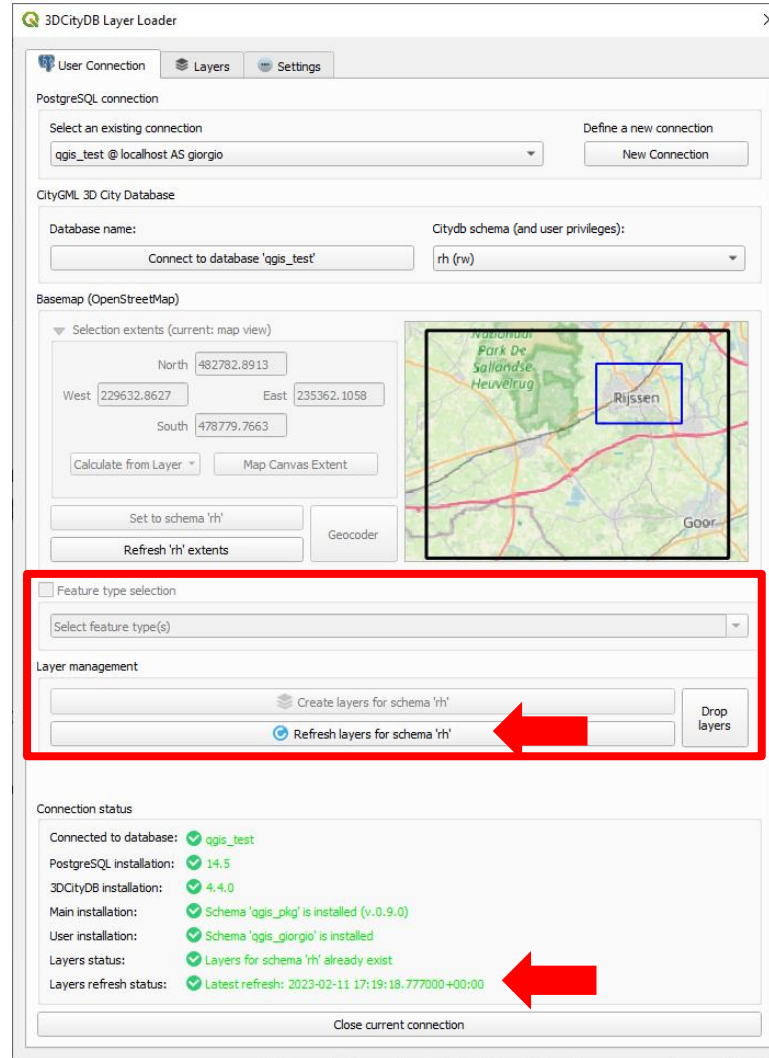 3DCityDB Layer Loader
User Connection Layers Settings
PostgreSQL connection
Select an existing connection Define a new connection
qgis_test @ localhost AS giorgio New Connection
CityGML 3D City Database
Database name: Citydb schema (and user privileges):
Connect to database 'qgis_test' rh (rw)
Basemap (OpenStreetMap)
Selection extents (current: map view)
North 482782.8913
West 229632.8627 East 235362.1058
South 478779.7663
Calculate from Layer Map Canvas Extent
Set to schema 'rh'
Refresh 'rh' extents
Geocoder
Nationaal
Park De
Sallandse
Heuvelrug
Rijssen
Goor
Feature type selection
Select feature type(s)
Layer management
Create layers for schema 'rh'
Refresh layers for schema 'rh'
Drop
layers
Connection status
Connected to database: qgis_test
PostgreSQL installation: 14.5
3DCityDB installation: 4.4.0
Main installation: Schema 'qgis_pkg' is installed (v.0.9.0)
User installation: Schema 'qgis_giorgio' is installed
Layers status: Layers for schema 'rh' already exist
Layers refresh status: Latest refresh: 2023-02-11 17:19:18.777000+00:00
Close current connection